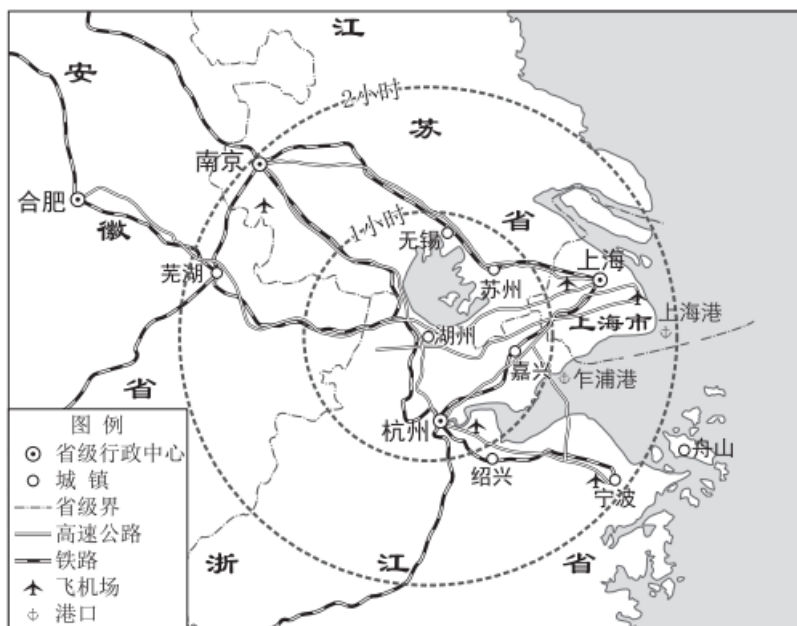 江
安
2小时
苏
南京
合肥
徽
1小时
省
无锡
芜湖
苏州
上海
上海市
上海港
湖州
嘉兴
乍浦港
省
杭州
绍兴
舟山
宁波
浙
江
省
图 例
省级行政中心
城 镇
省级界
高速公路
铁路
飞机场
港口